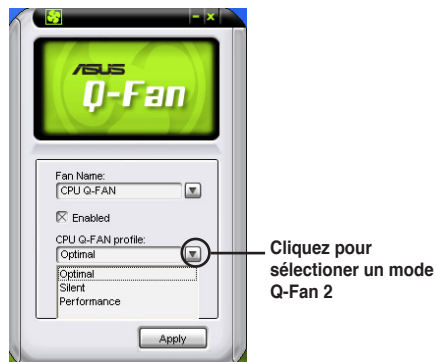 ASUS
Q-Fan
Fan Name:
CPU Q-FAN
Enabled
CPU Q-FAN profile:
Optimal
Optimal
Silent
Performance
Apply
Cliquez pour
sélectioner un mode
Q-Fan 2